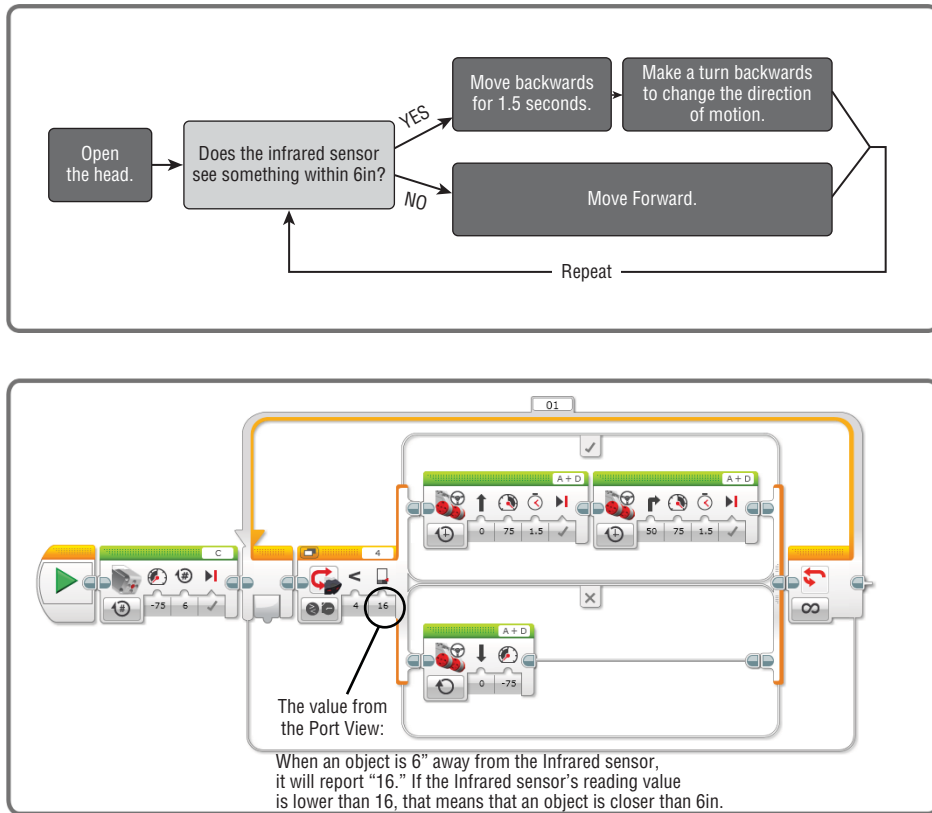 Open
the head.
Does the infrared sensor
see something within 6in?
YES
NO
Move backwards
for 1.5 seconds.
Make a turn backwards
to change the direction
of motion.
Move Forward.
Repeat
01
A + D
A + D
0 75 1.5
50 75 1.5
C
4
#
-75 6
<
4 16
A + D
0 -75
The value from
the Port View:
When an object is 6” away from the Infrared sensor,
it will report “16.” If the Infrared sensor’s reading value
is lower than 16, that means that an object is closer than 6in.